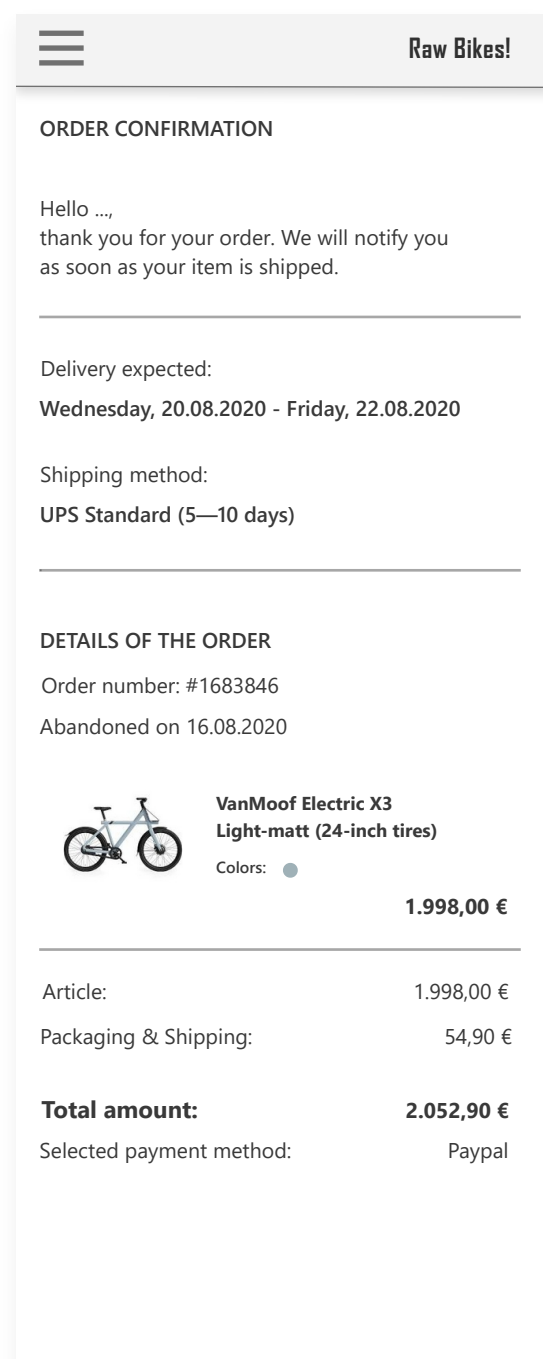 Raw Bikes!
ORDER CONFIRMATION
Hello ...,
thank you for your order. We will notify you
as soon as your item is shipped.
Delivery expected:
Wednesday, 20.08.2020 - Friday, 22.08.2020
Shipping method:
UPS Standard (5—10 days)
DETAILS OF THE ORDER
Order number: #1683846
Abandoned on 16.08.2020
VanMoof Electric X3
Light-matt (24-inch tires)
Colors:
1.998,00 €
Article: 1.998,00 €
Packaging & Shipping: 54,90 €
Total amount: 2.052,90 €
Selected payment method: Paypal